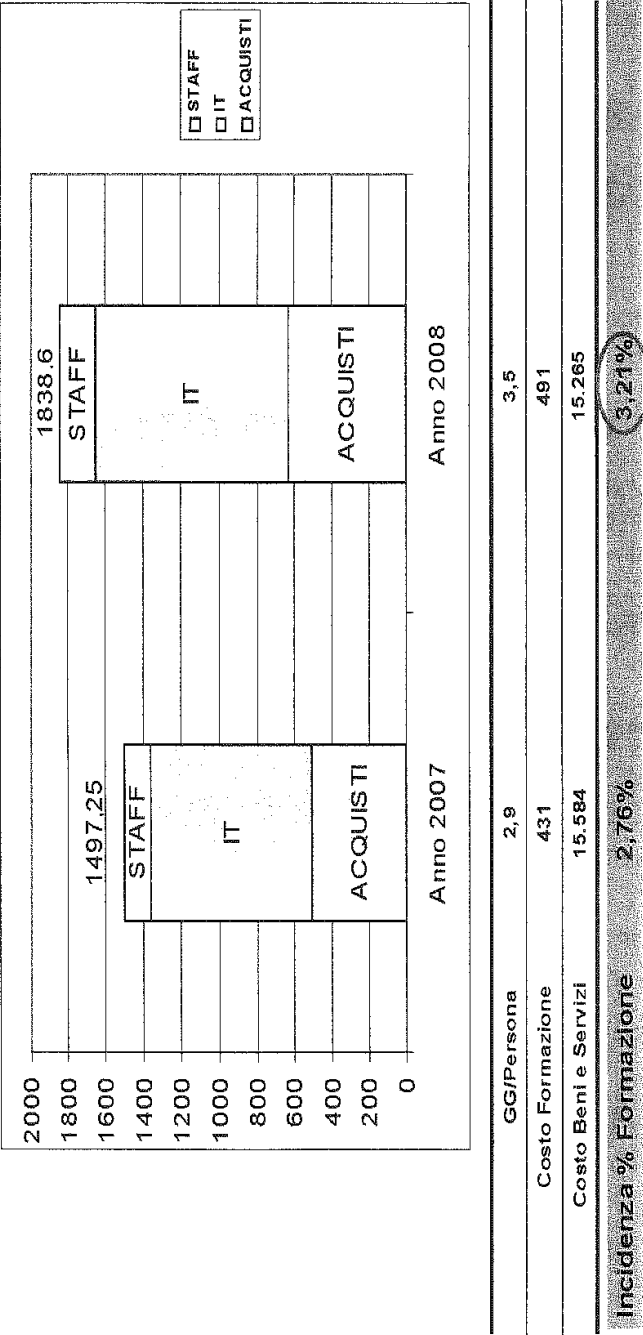 2000
1800
1600
1400
1200
1000
800
600
400
200
0
1497,25
STAFF
IT
ACQUISTI
Anno 2007
1838.6
STAFF
IT
ACQUISTI
Anno 2008
STAFF
IT
ACQUISTI
GG/Persona 2,9 3,5
Costo Formazione 431 491
Costo Beni e Servizi 15.584 15.265
Incidenza % Formazione 2,76% 3,21%